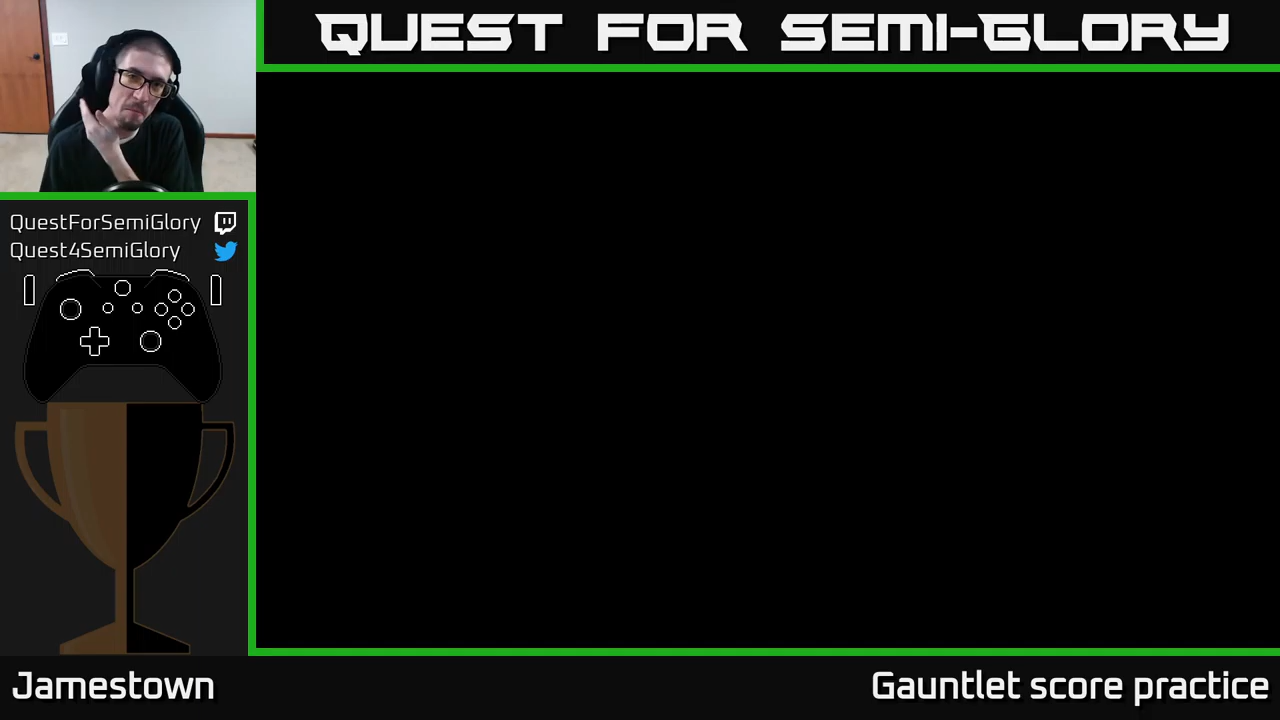 QUEST FOR SEMI-GLORY
QuestForSemiGlory
Quest4SemiGlory
Jamestown
Gauntlet score practice